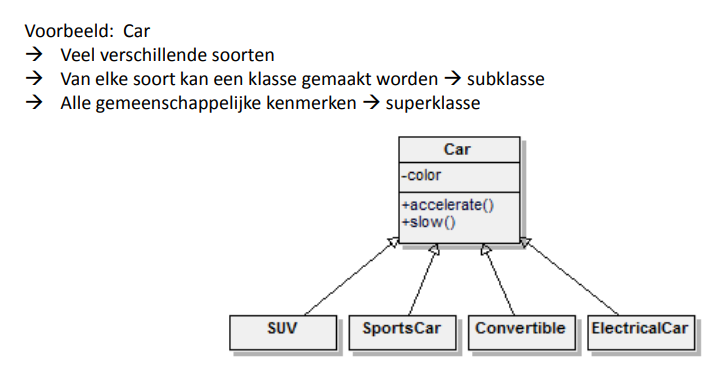 Voorbeeld: Car
→ Veel verschillende soorten
→ Van elke soort kan een klasse gemaakt worden → subklasse
→ Alle gemeenschappelijke kenmerken → superklasse
Car
-color
+accelerate()
+slow()
SUV SportsCar Convertible ElectricalCar